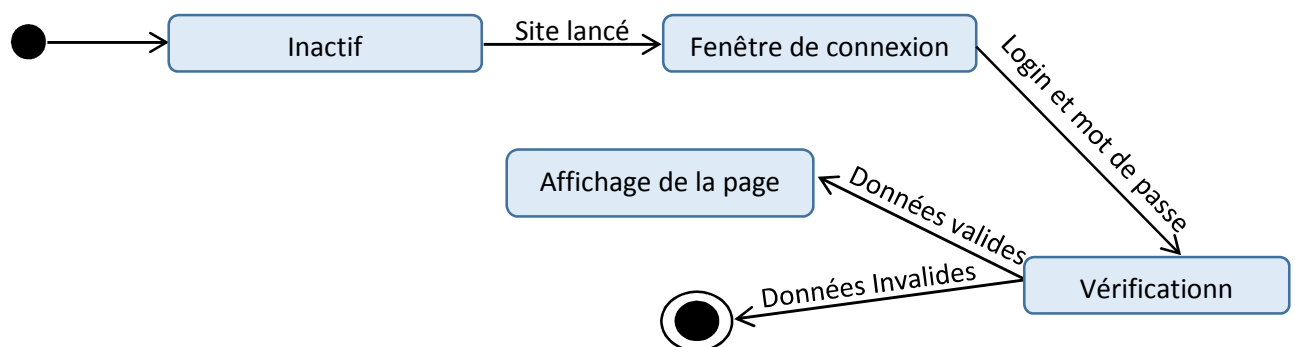 Inactif
Site lancé
Fenêtre de connexion
Login et mot de passe
Affichage de la page
Données valides
Données Invalides
Vérificationn